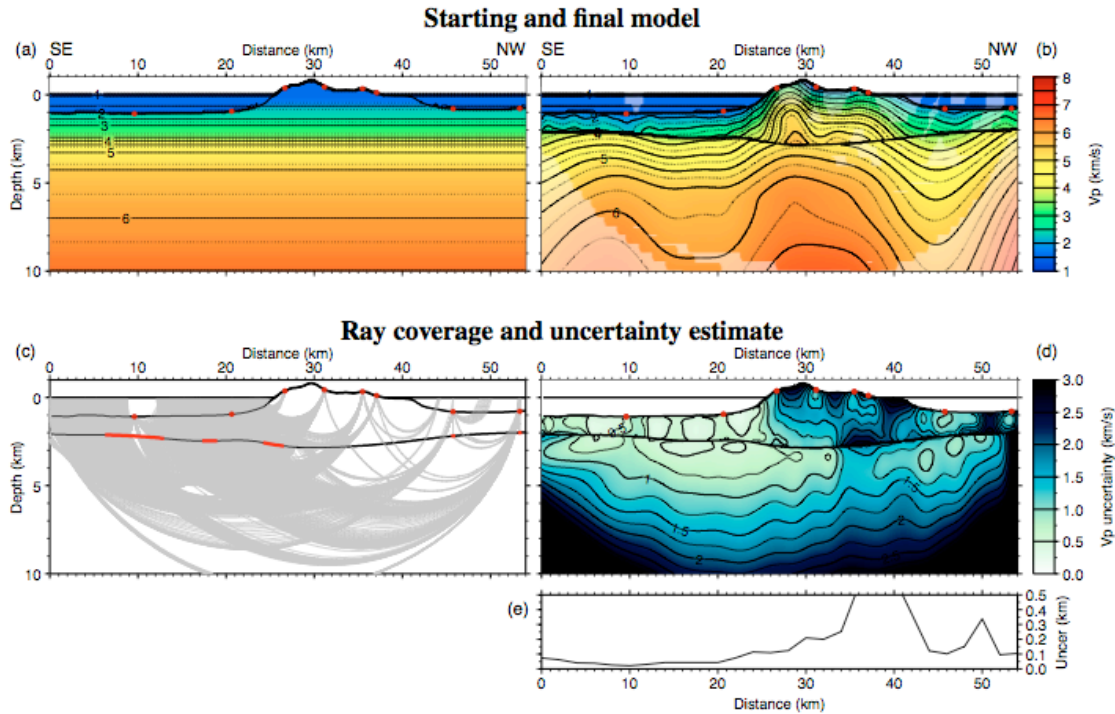 Starting and final model
(a) SE Distance (km) NW
SE Distance (km) NW (b)
0 10 20 30 40 50
0 10 20 30 40 50
Depth (km)
0
5
10
1
2
3
4
5
6
2
5
6
8
7
6
5
4
3
2
1
Vp (km/s)
Ray coverage and uncertainty estimate
(c) Distance (km)
Distance (km) (d)
0 10 20 30 40 50
0 10 20 30 40 50
Depth (km)
0
5
10
1
1.5
2
1.5
2
3.0
2.5
2.0
1.5
1.0
0.5
0.0
Vp uncertainty (km/s)
(e)
0.5
0.4
0.3
0.2
0.1
0.0
Uncer (km)
0 10 20 30 40 50
Distance (km)